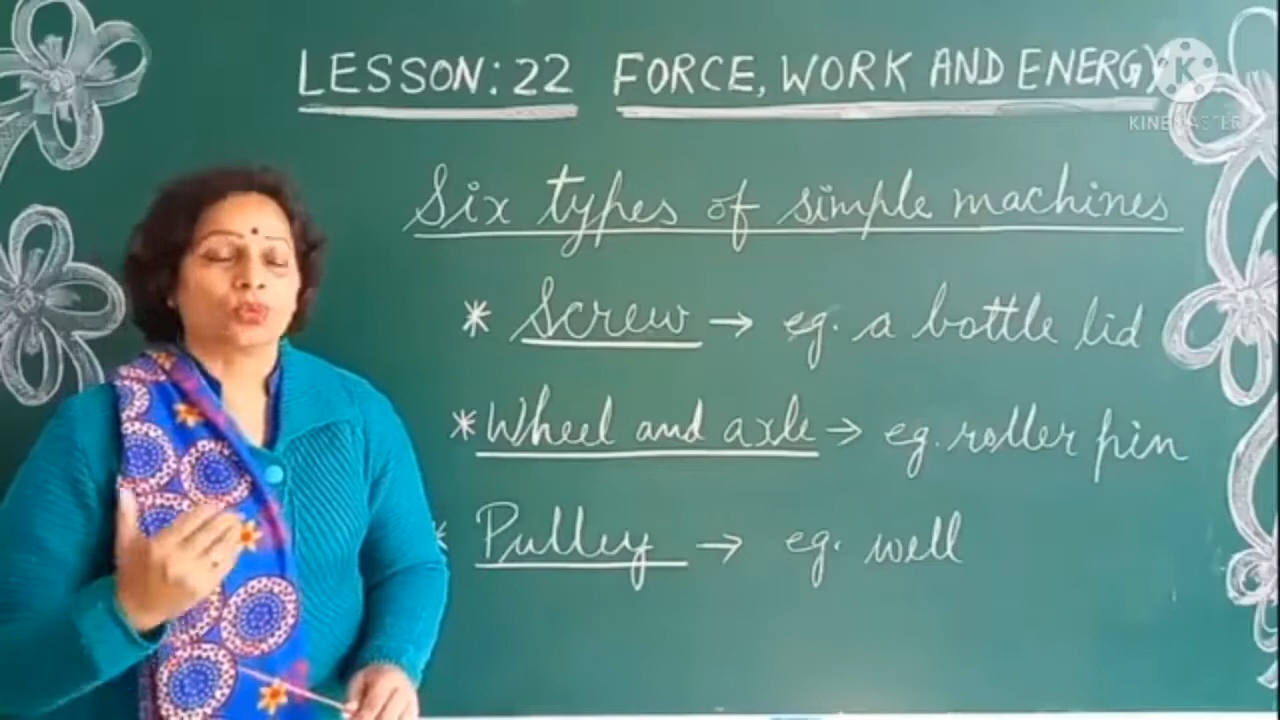 LESSON: 22 FORCE, WORK AND ENERGY
K
KINEMASTER
Six types of simple machines
* Screw → eg. a bottle lid
* Wheel and axle → eg. roller pin
* Pulley → eg. well